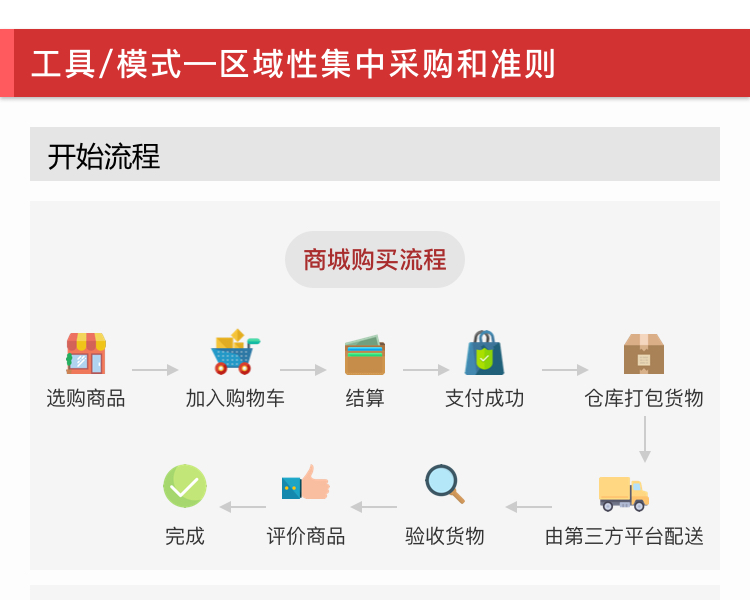 工具/模式—区域性集中采购和准则
开始流程
商城购买流程
选购商品 加入购物车 结算 支付成功 仓库打包货物
完成 评价商品 验收货物 由第三方平台配送